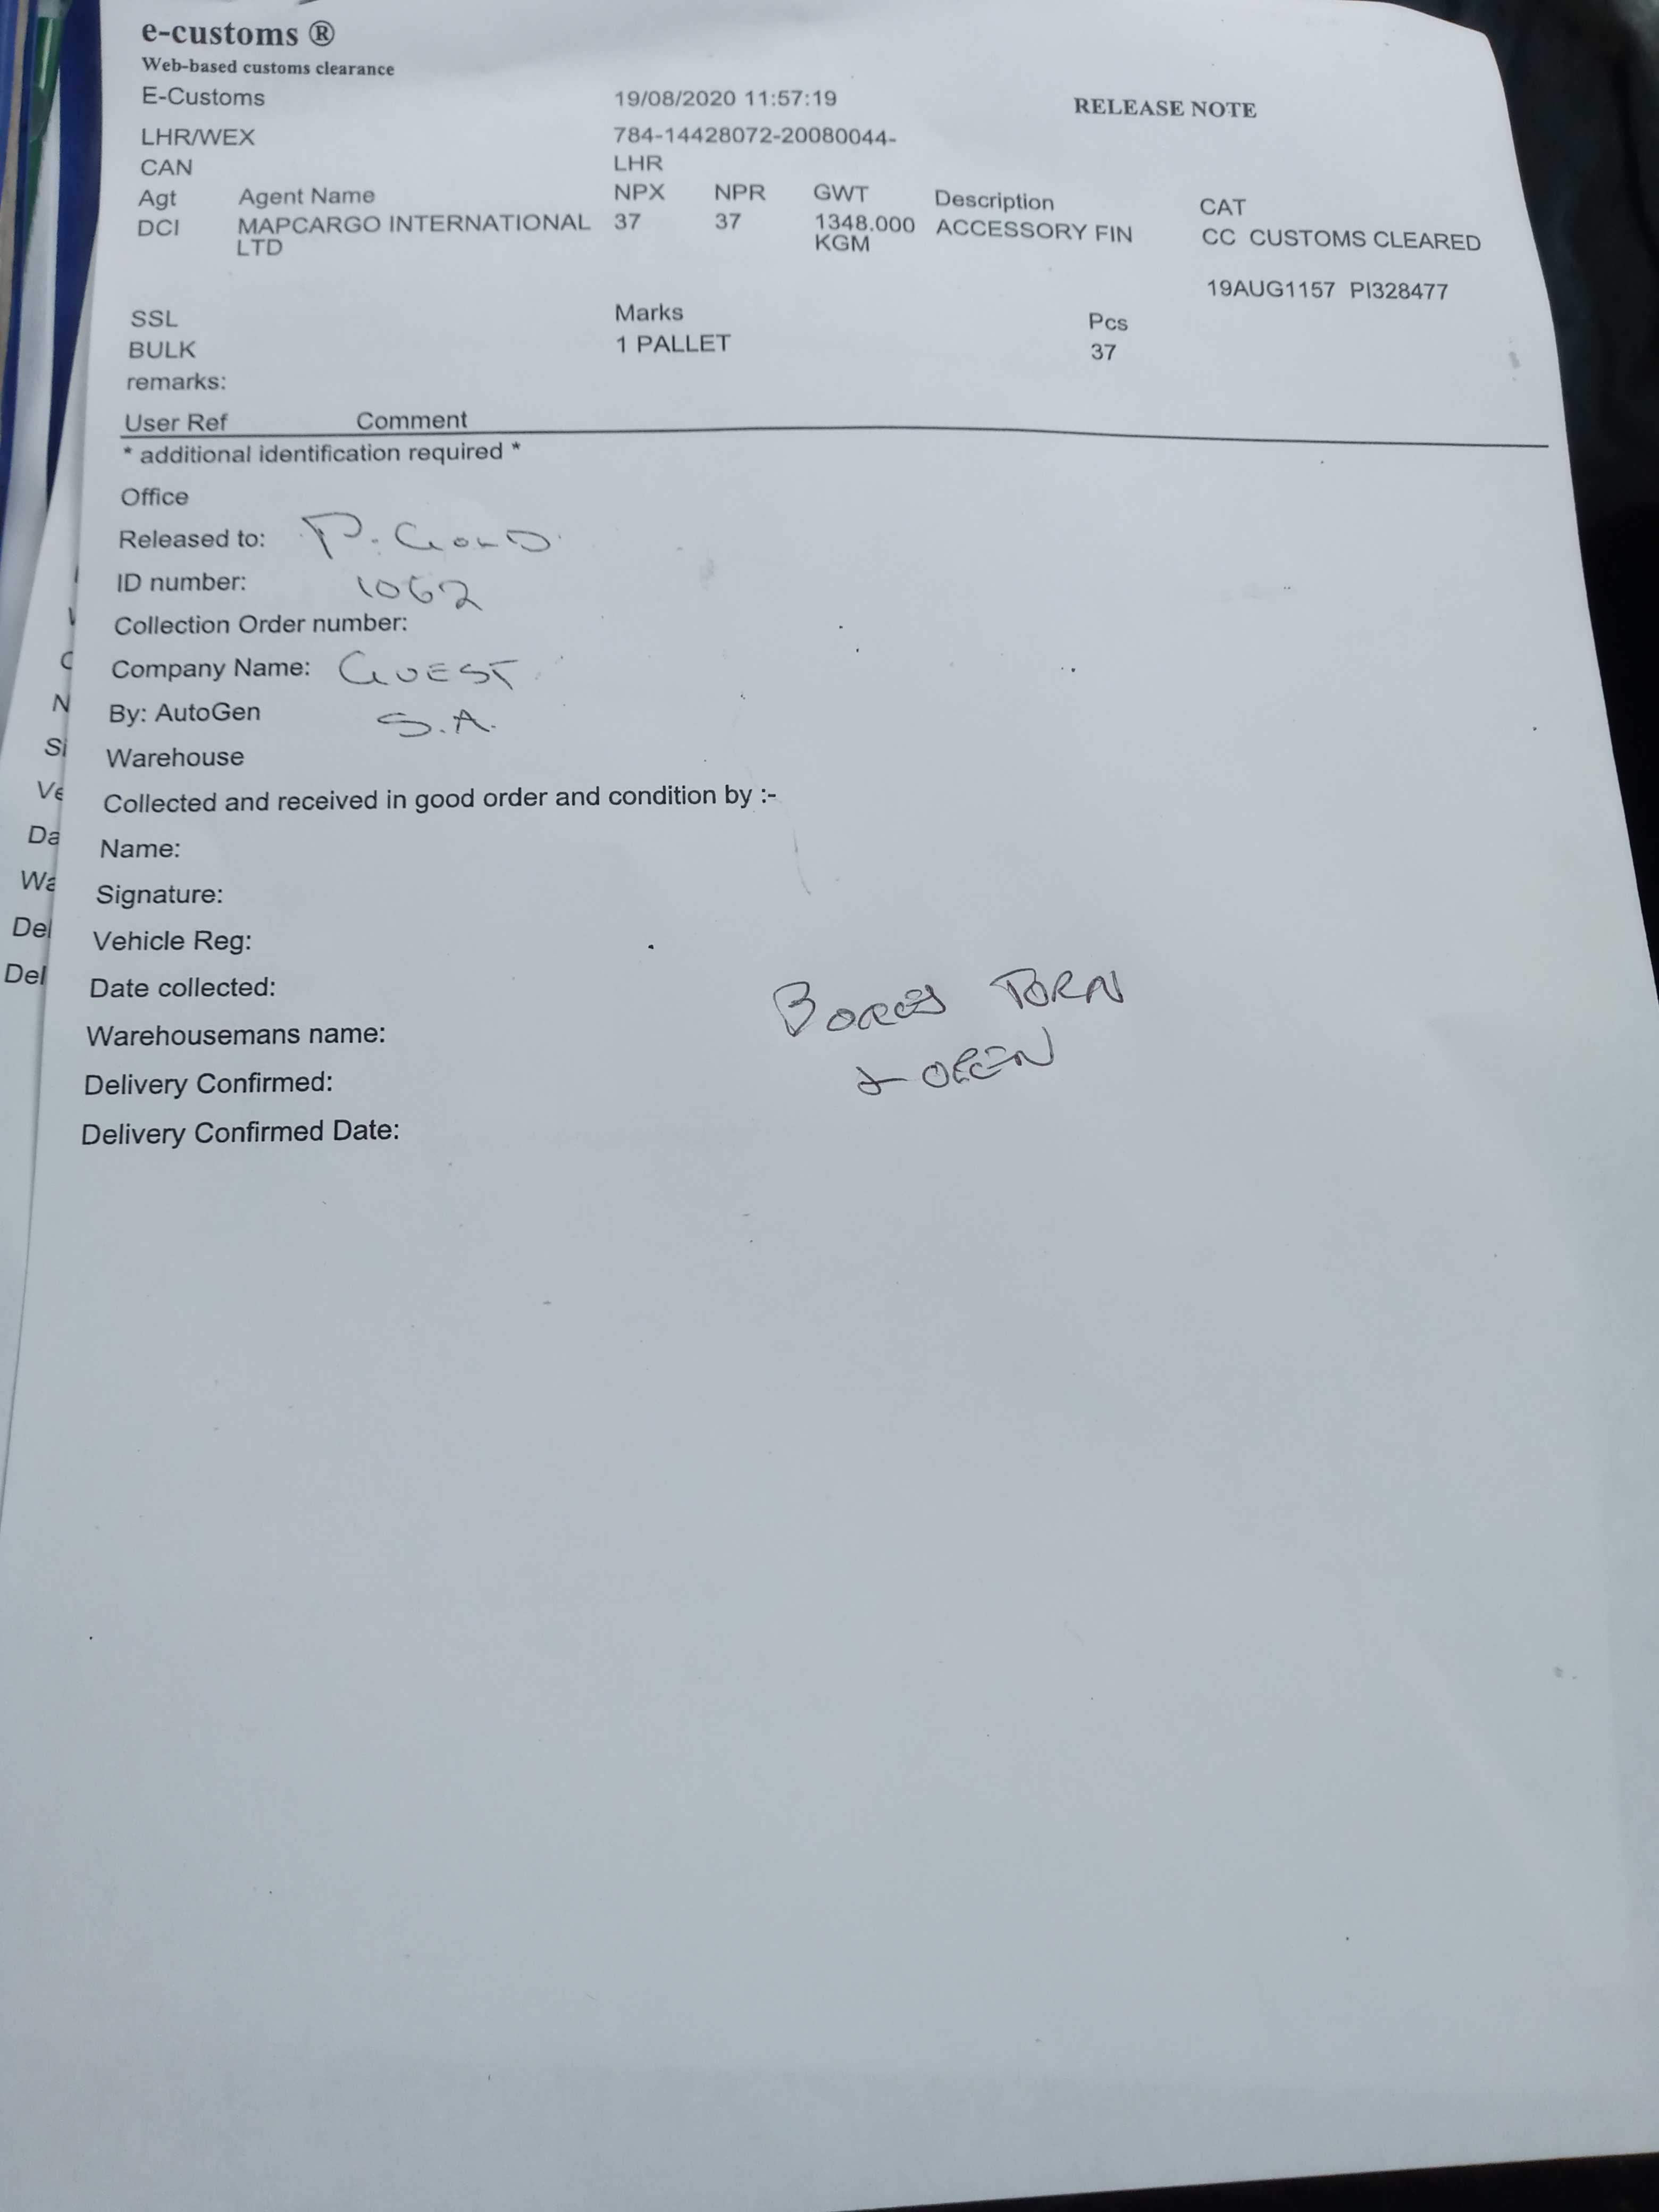 e-customs ®
Web-based customs clearance
E-Customs 19/08/2020 11:57:19 RELEASE NOTE
LHR/WEX 784-14428072-20080044-
CAN LHR
Agt Agent Name NPX NPR GWT Description CAT
DCI MAPCARGO INTERNATIONAL 37 37 1348.000 ACCESSORY FIN CC CUSTOMS CLEARED
LTD KGM
19AUG1157 PI328477
SSL Marks Pcs
BULK 1 PALLET 37
remarks:
User Ref Comment
* additional identification required *
Office
Released to: P. GOLD
ID number: 1062
Collection Order number:
Company Name: GUEST
By: AutoGen S.A.
Warehouse
Collected and received in good order and condition by :-
Name:
Signature:
Vehicle Reg:
Date collected:
TORN
Warehousemans name:
& OPEN
Delivery Confirmed:
Delivery Confirmed Date:
N
Si
Ve
Da
Wa
Del
Del